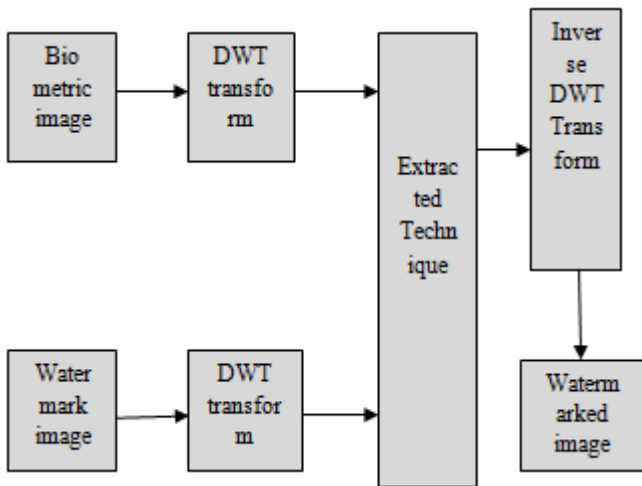 Bio
metric
image
DWT
transfo
rm
Extrac
ted
Techn
ique
Inver
se
DWT
Trans
form
Water
mark
image
DWT
transfor
m
Waterm
arked
image